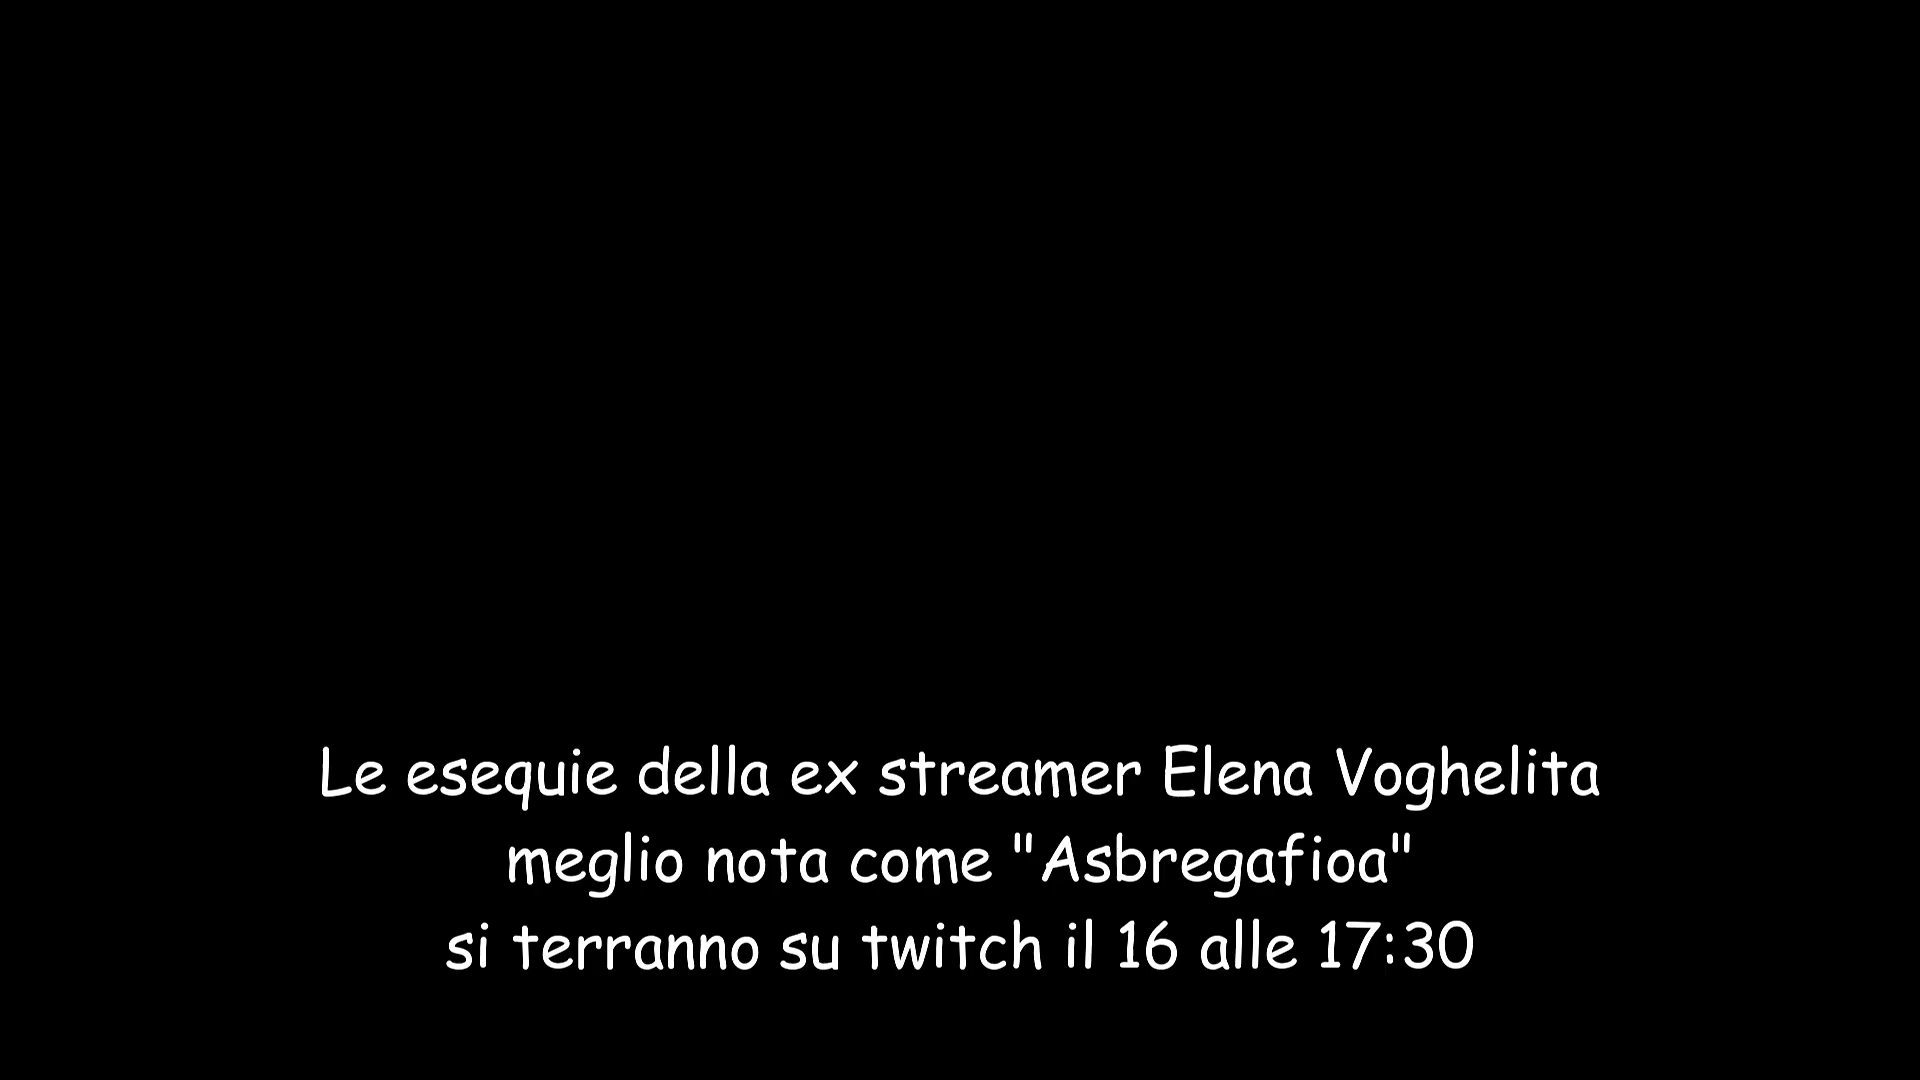 Le esequie della ex streamer Elena Voghelita
meglio nota come "Asbregafioa"
si terranno su twitch il 16 alle 17:30